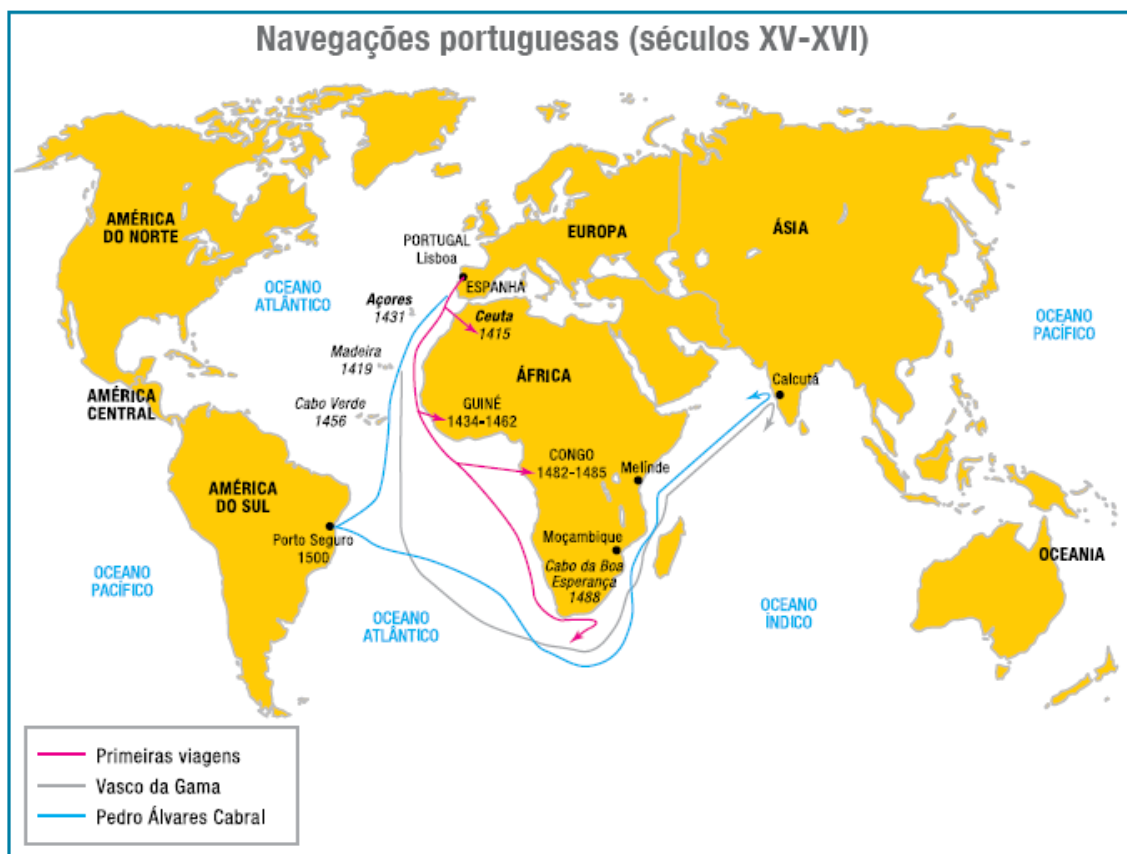 Navegações portuguesas (séculos XV-XVI)
AMÉRICA
DO NORTE
EUROPA
ÁSIA
PORTUGAL
Lisboa
ESPANHA
OCEANO
ATLÂNTICO
Açores
1431
Ceuta
1415
OCEANO
PACÍFICO
Madeira
1419
ÁFRICA
Calcutá
AMÉRICA
CENTRAL
Cabo Verde
1456
GUINÉ
1434-1462
CONGO
1482-1485
Melinde
AMÉRICA
DO SUL
Porto Seguro
1500
Moçambique
Cabo da Boa
Esperança
1488
OCEANIA
OCEANO
PACÍFICO
OCEANO
ATLÂNTICO
OCEANO
ÍNDICO
Primeiras viagens
Vasco da Gama
Pedro Álvares Cabral